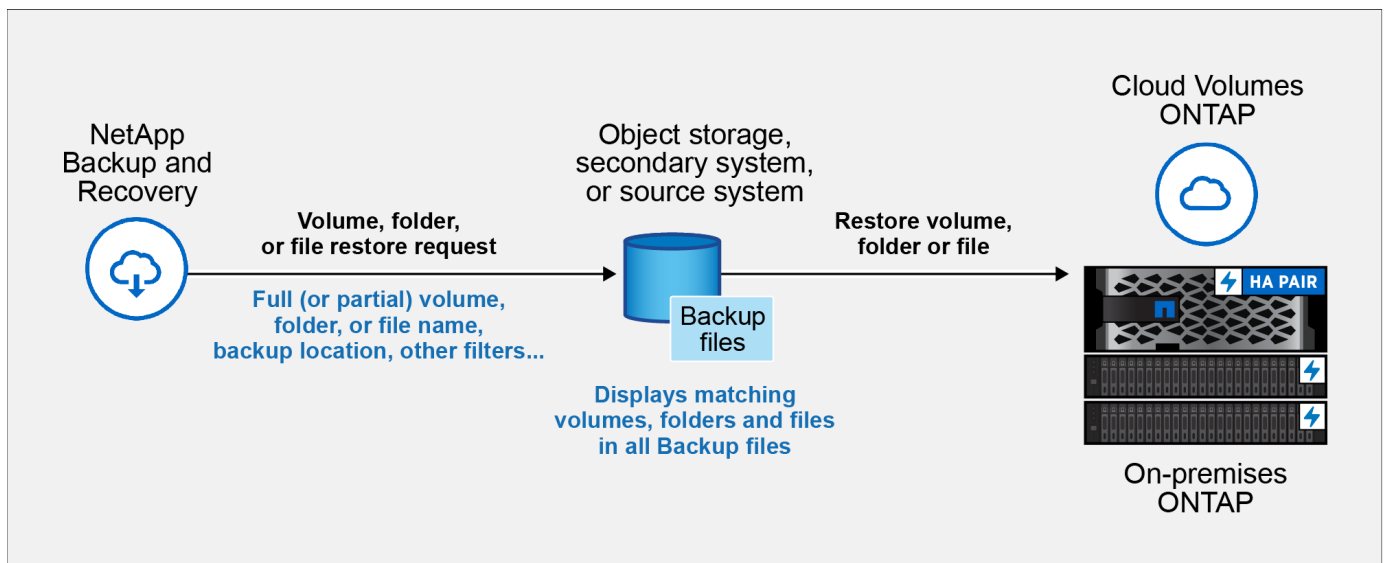 NetApp
Backup and
Recovery
Volume, folder,
or file restore request
Full (or partial) volume,
folder, or file name,
backup location, other filters...
Object storage,
secondary system,
or source system
Backup
files
Displays matching
volumes, folders and files
in all Backup files
Restore volume,
folder or file
Cloud Volumes
ONTAP
HA PAIR
On-premises
ONTAP